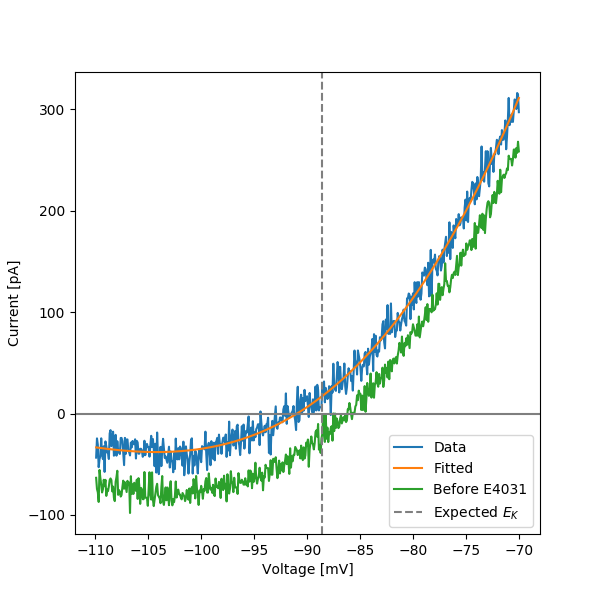 300
200
100
0
−100
Current [pA]
−110
−105
−100
−95
−90
−85
−80
−75
−70
Voltage [mV]
Data
Fitted
Before E4031
Expected E_K